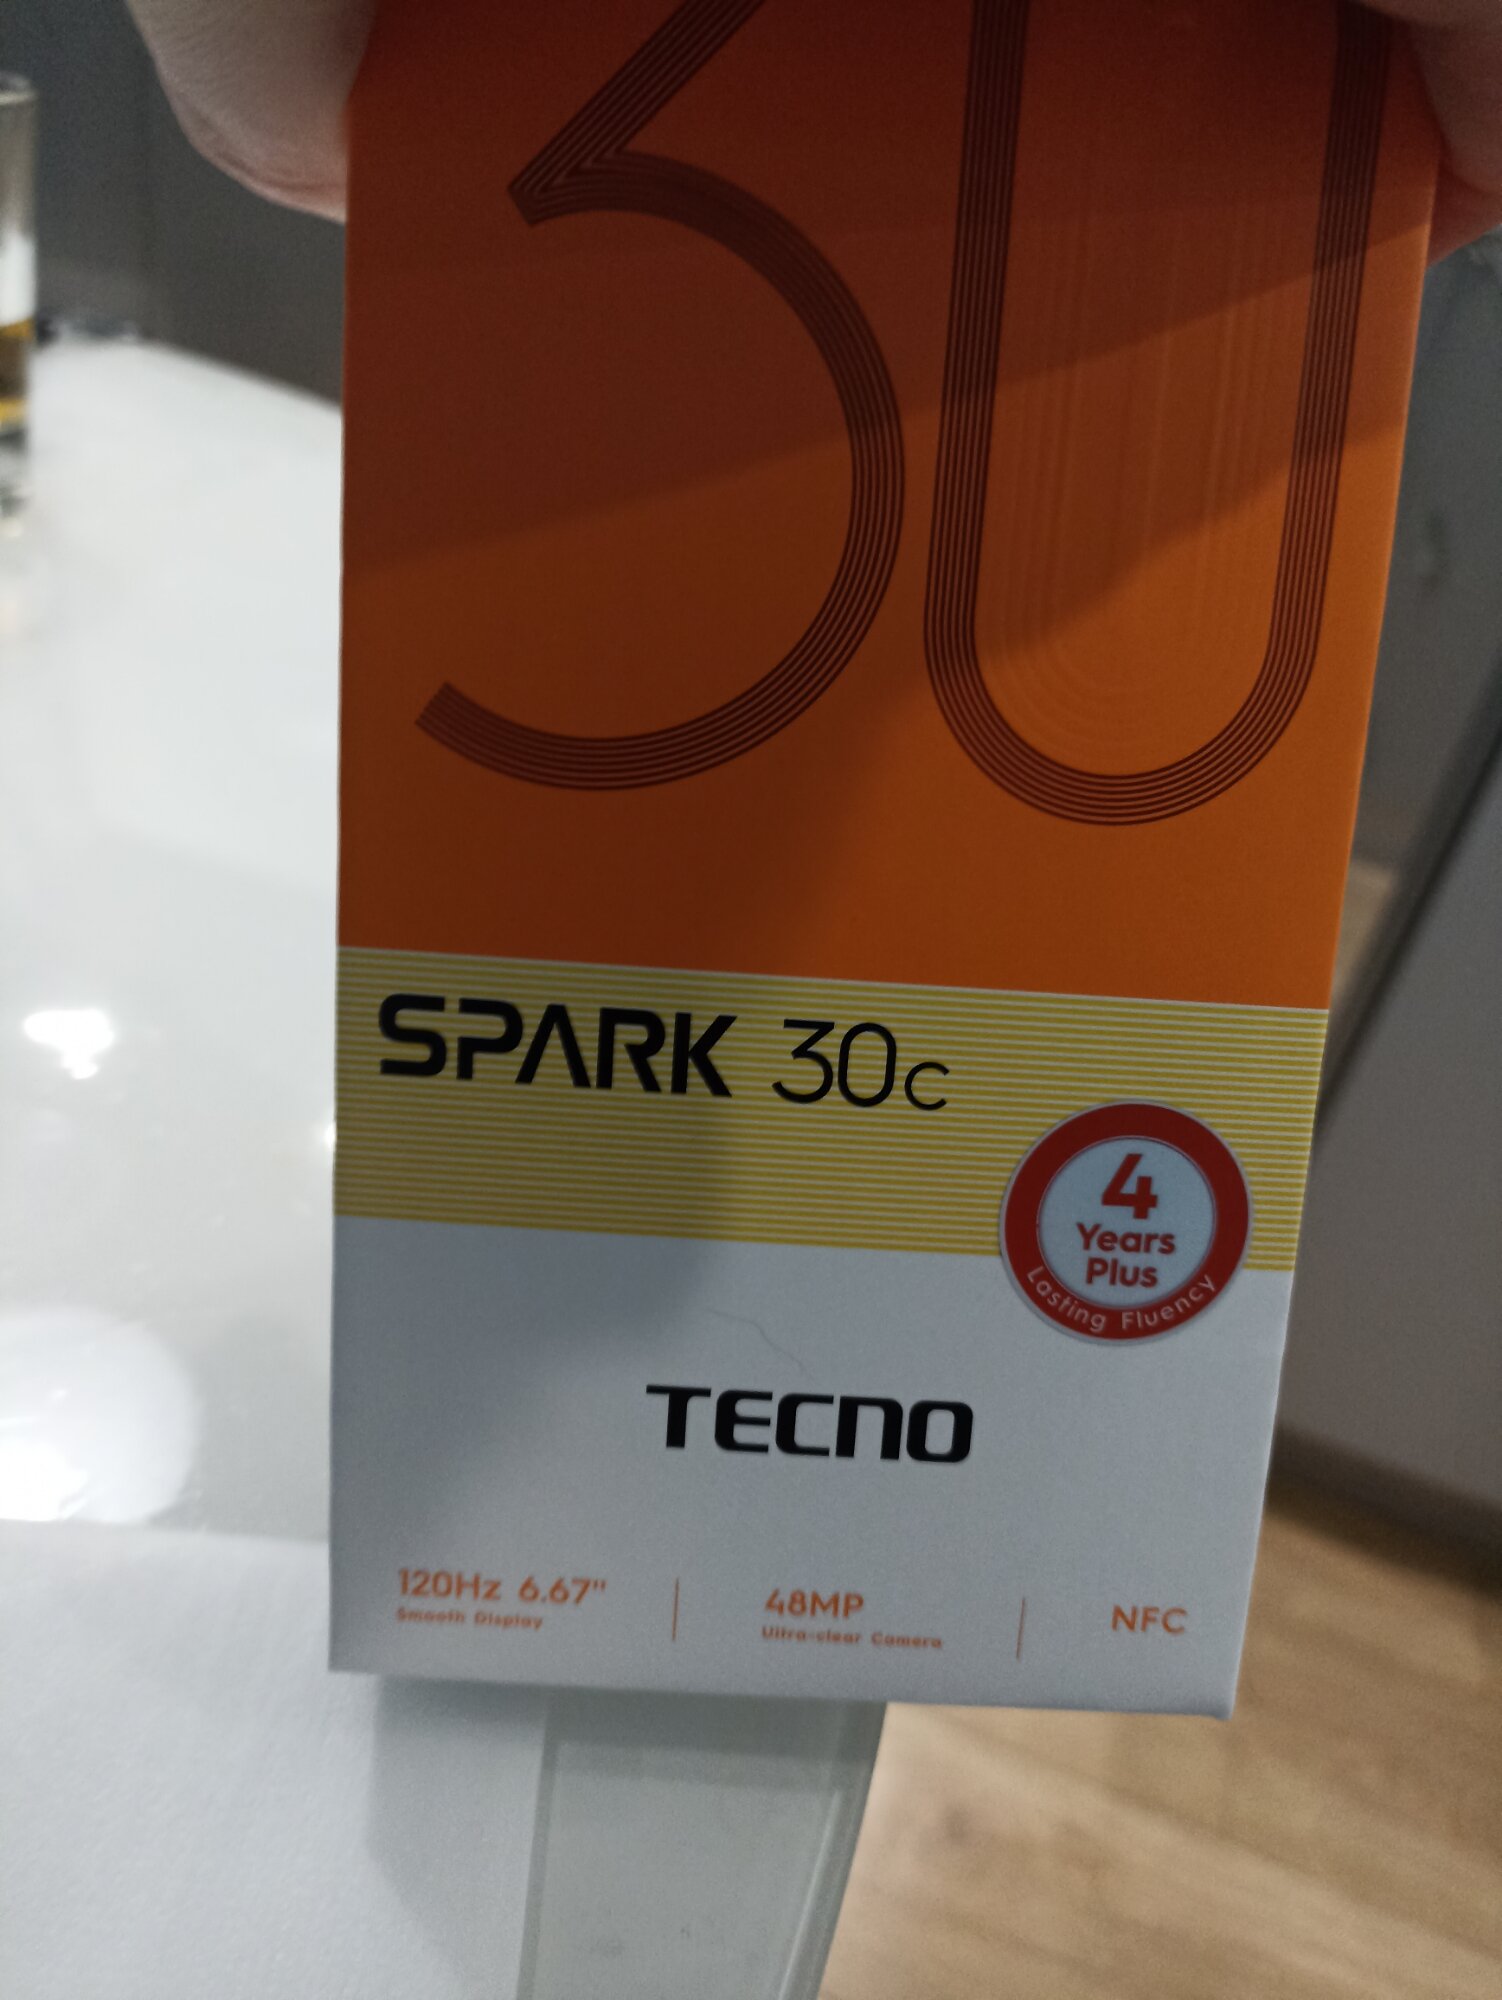 30
SPARK 30c
4
Years
Plus
Lasting Fluency
TECNO
120Hz 6.67"
Smooth Display
48MP
Ultra-clear Camera
NFC